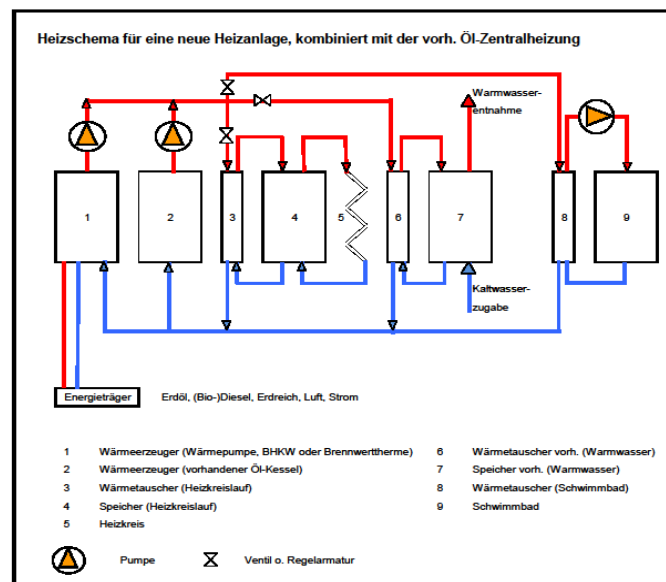 Heizschema für eine neue Heizanlage, kombiniert mit der vorh. Öl-Zentralheizung
Warmwasser-
entnahme
1
2
3
4
5
6
7
8
9
Kaltwasser-
zugabe
Energieträger
Erdöl, (Bio-)Diesel, Erdreich, Luft, Strom
1 Wärmeerzeuger (Wärmepumpe, BHKW oder Brennwerttherme)
2 Wärmeerzeuger (vorhandener Öl-Kessel)
3 Wärmetauscher (Heizkreislauf)
4 Speicher (Heizkreislauf)
5 Heizkreis
6 Wärmetauscher vorh. (Warmwasser)
7 Speicher vorh. (Warmwasser)
8 Wärmetauscher (Schwimmbad)
9 Schwimmbad
Pumpe
Ventil o. Regelarmatur